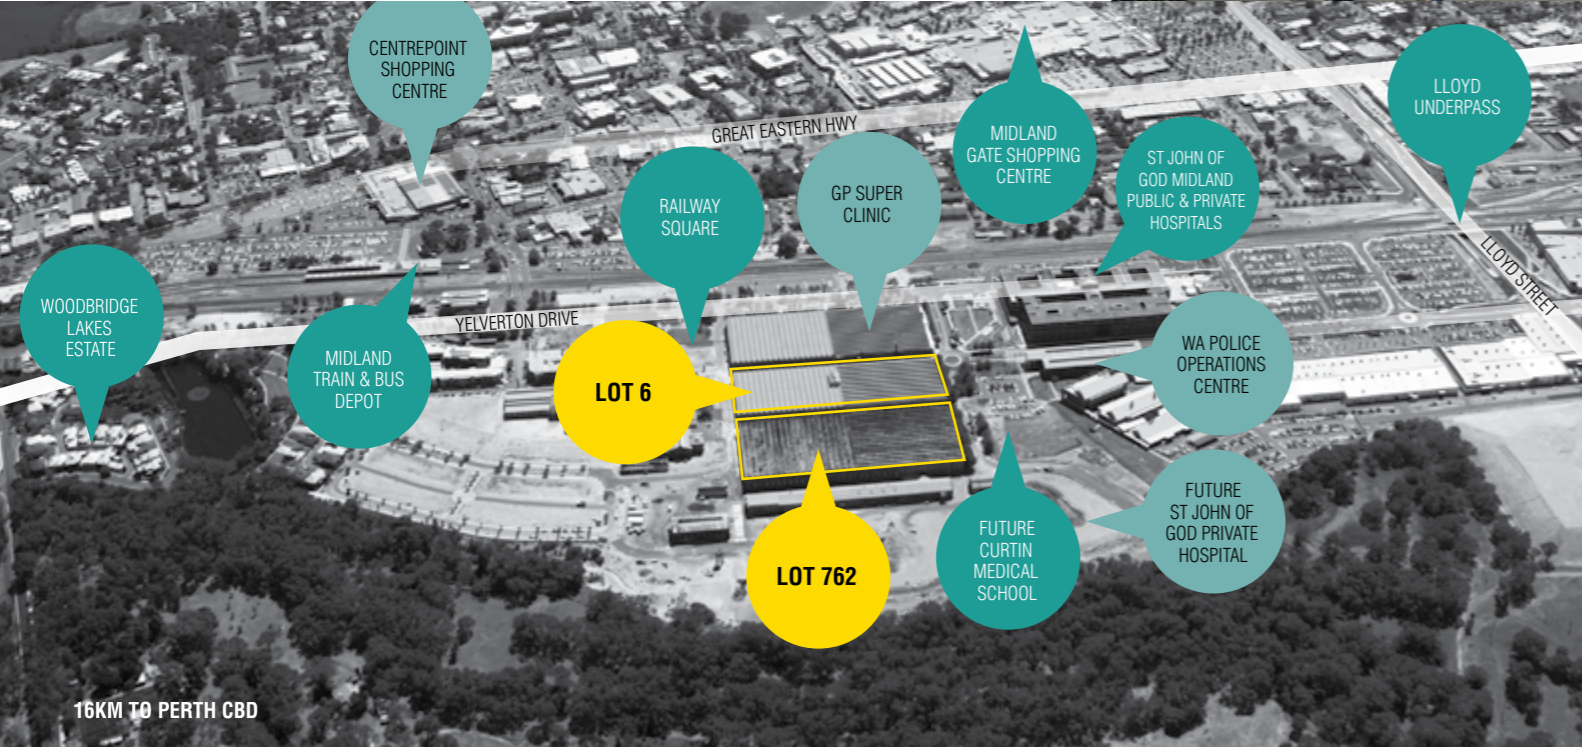 CENTREPOINT
SHOPPING
CENTRE
GREAT EASTERN HWY
MIDLAND
GATE SHOPPING
CENTRE
LLOYD
UNDERPASS
ST JOHN OF
GOD MIDLAND
PUBLIC & PRIVATE
HOSPITALS
RAILWAY
SQUARE
GP SUPER
CLINIC
LLOYD STREET
WOODBRIDGE
LAKES
ESTATE
YELVERTON DRIVE
MIDLAND
TRAIN & BUS
DEPOT
LOT 6
WA POLICE
OPERATIONS
CENTRE
LOT 762
FUTURE
CURTIN
MEDICAL
SCHOOL
FUTURE
ST JOHN OF
GOD PRIVATE
HOSPITAL
16KM TO PERTH CBD